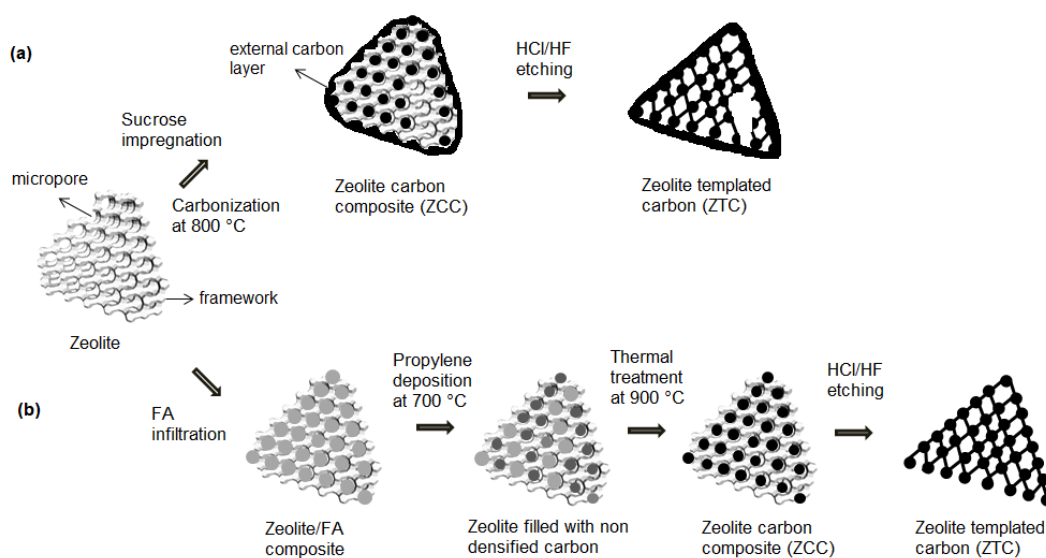 (a)
external carbon
layer
HCl/HF
etching
Sucrose
impregnation
micropore
Carbonization
at 800 °C
Zeolite carbon
composite (ZCC)
Zeolite templated
carbon (ZTC)
framework
Zeolite
(b)
FA
infiltration
Propylene
deposition
at 700 °C
Thermal
treatment
at 900 °C
HCl/HF
etching
Zeolite/FA
composite
Zeolite filled with non
densified carbon
Zeolite carbon
composite (ZCC)
Zeolite templated
carbon (ZTC)